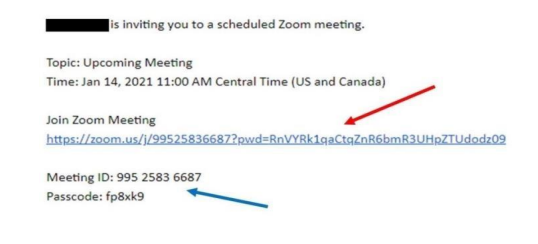 is inviting you to a scheduled Zoom meeting.
Topic: Upcoming Meeting
Time: Jan 14, 2021 11:00 AM Central Time (US and Canada)
Join Zoom Meeting
https://zoom.us/j/99525836687?pwd=RnVYRk1qaCtqZnR6bmR3UHpZTUdodz09
Meeting ID: 995 2583 6687
Passcode: fp8xk9